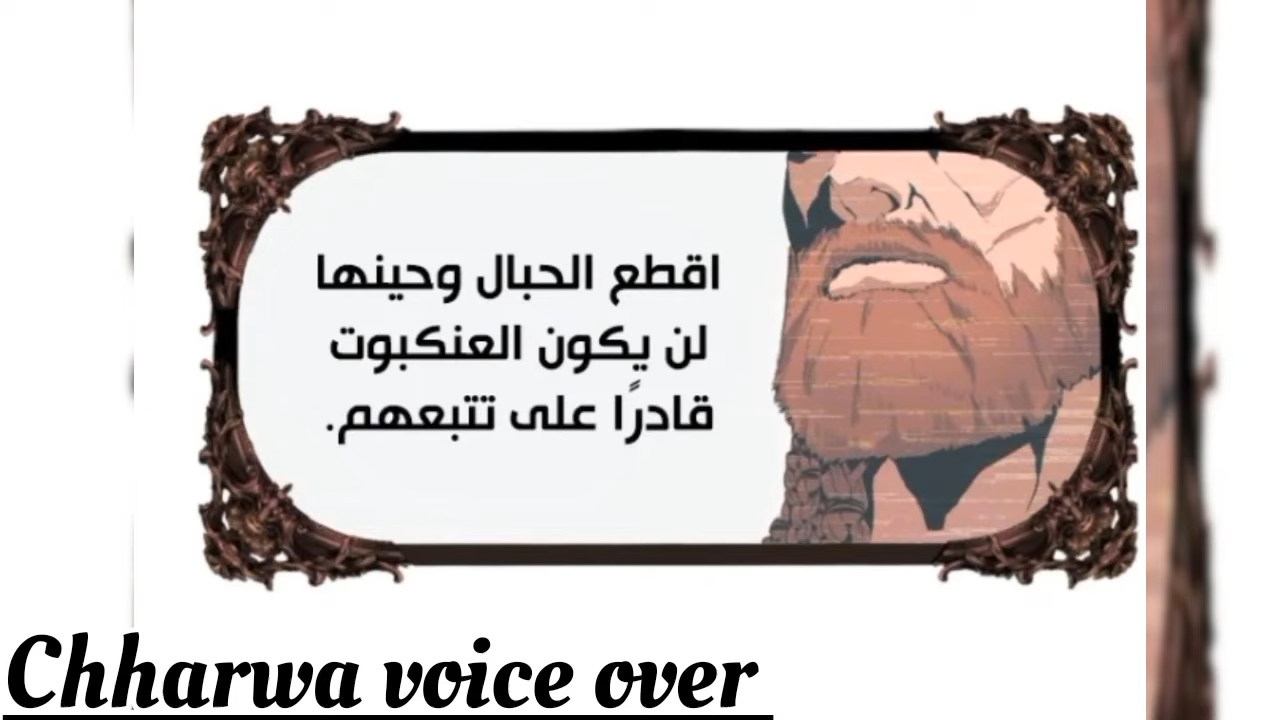 اقطع الحبال وحينها
لن يكون العنكبوت
قادرًا على تتبعهم.
Chharwa voice over